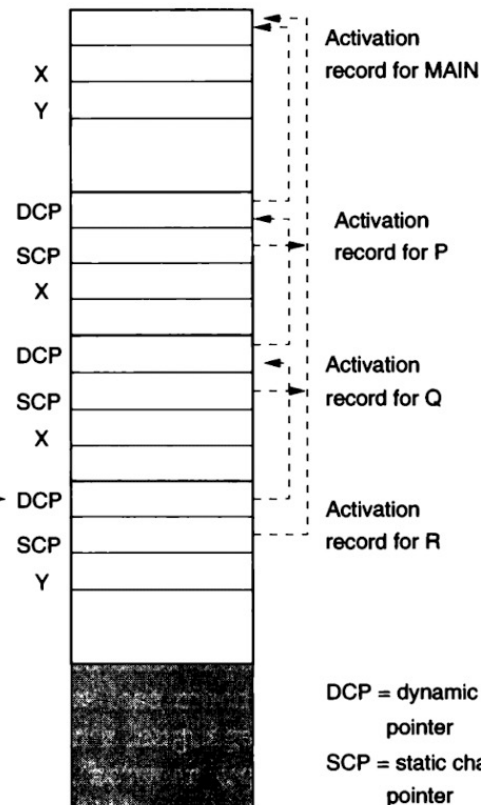 Activation
record for MAIN
X
Y
DCP
Activation
SCP
record for P
X
DCP
Activation
SCP
record for Q
X
DCP
Activation
SCP
record for R
Y
DCP = dynamic
pointer
SCP = static cha
pointer